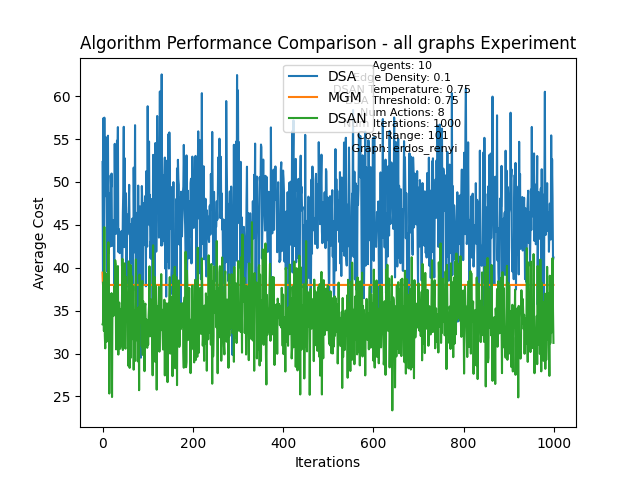 Algorithm Performance Comparison - all graphs Experiment
Agents: 10
Edge Density: 0.1
DSAN Temperature: 0.75
Threshold: 0.75
Num Actions: 8
Iterations: 1000
Cost Range: 101
Graph: erdos_renyi
DSA
MGM
DSAN
Average Cost
60
55
50
45
40
35
30
25
0
200
400
600
800
1000
Iterations